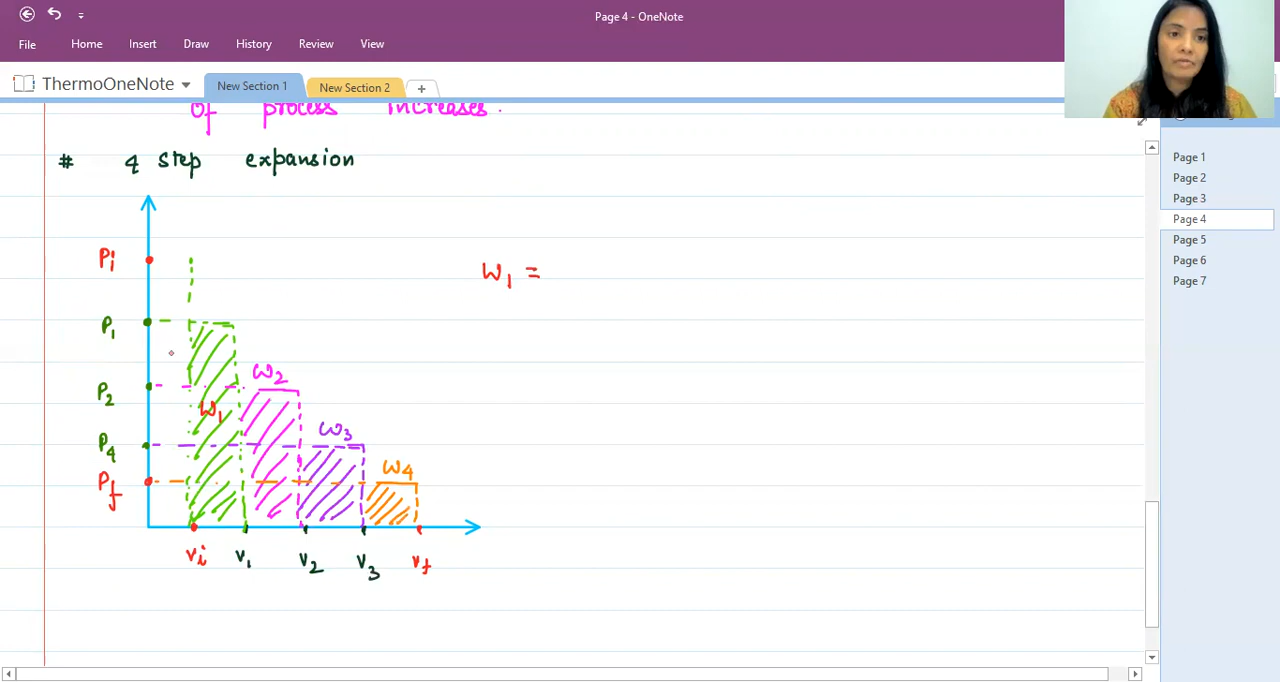 Page 4 - OneNote
File Home Insert Draw History Review View
ThermoOneNote New Section 1 New Section 2 +
of process increases.
# 4 step expansion
Pi
W1 =
P1
W2
P2
W1
W3
P4
W4
Pf
Vi V1 V2 V3 Vf
Page 1
Page 2
Page 3
Page 4
Page 5
Page 6
Page 7